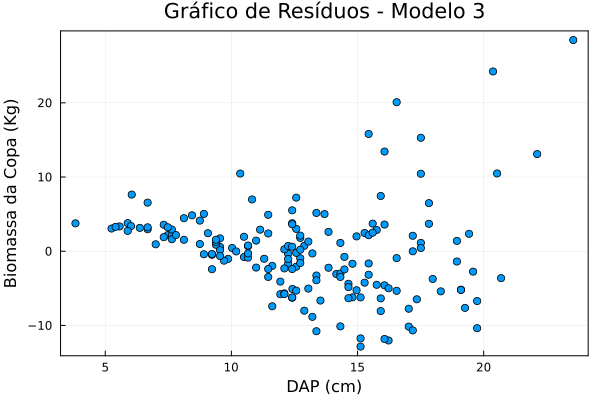 Gráfico de Resíduos - Modelo 3
Biomassa da Copa (Kg)
20
10
0
−10
5 10 15 20
DAP (cm)